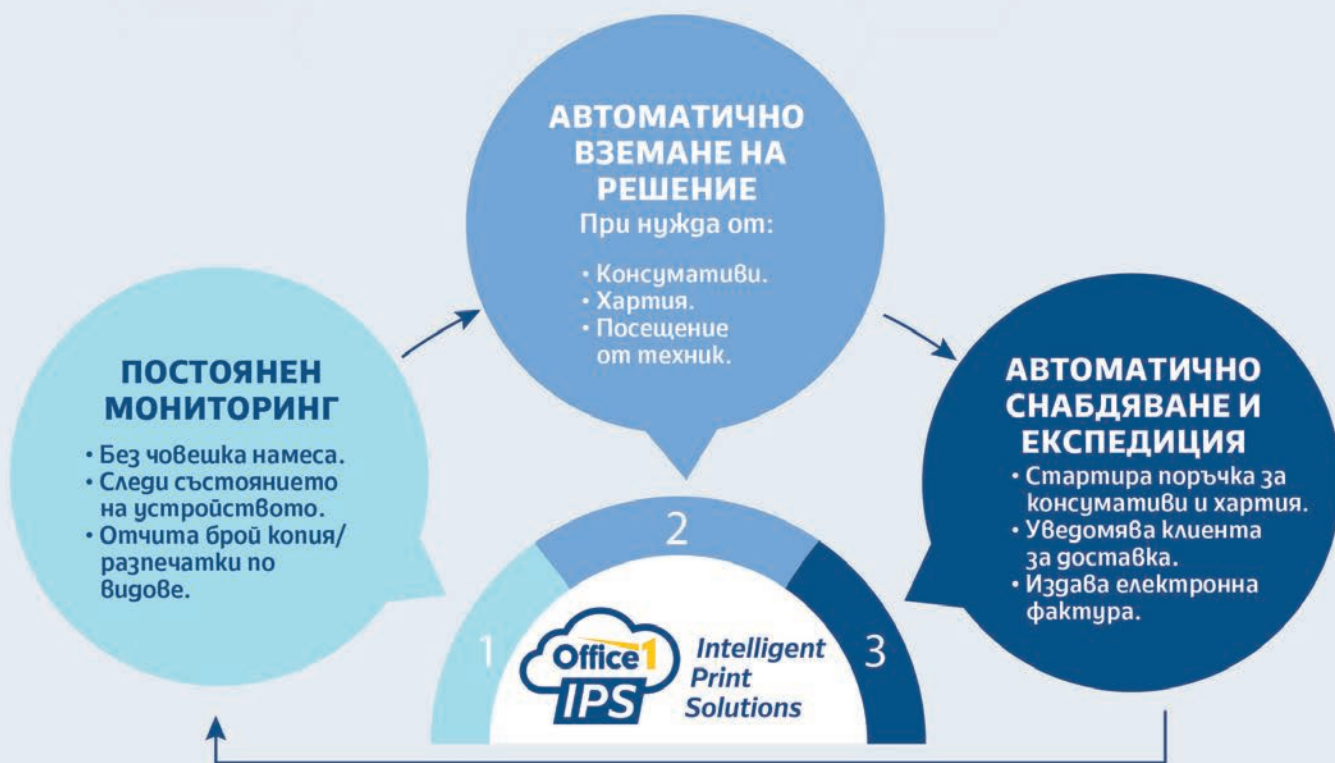 АВТОМАТИЧНО
ВЗЕМАНЕ НА
РЕШЕНИЕ
При нужда от:
• Консумативи.
• Хартия.
• Посещение
от техник.
ПОСТОЯНЕН
МОНИТОРИНГ
• Без човешка намеса.
• Следи състоянието
на устройството.
• Отчита брой копия/
разпечатки по
видове.
АВТОМАТИЧНО
СНАБДЯВАНЕ И
ЕКСПЕДИЦИЯ
• Стартира поръчка за
консумативи и хартия.
• Уведомява клиента
за доставка.
• Издава електронна
фактура.
1
2
3
Office1
IPS
Intelligent
Print
Solutions